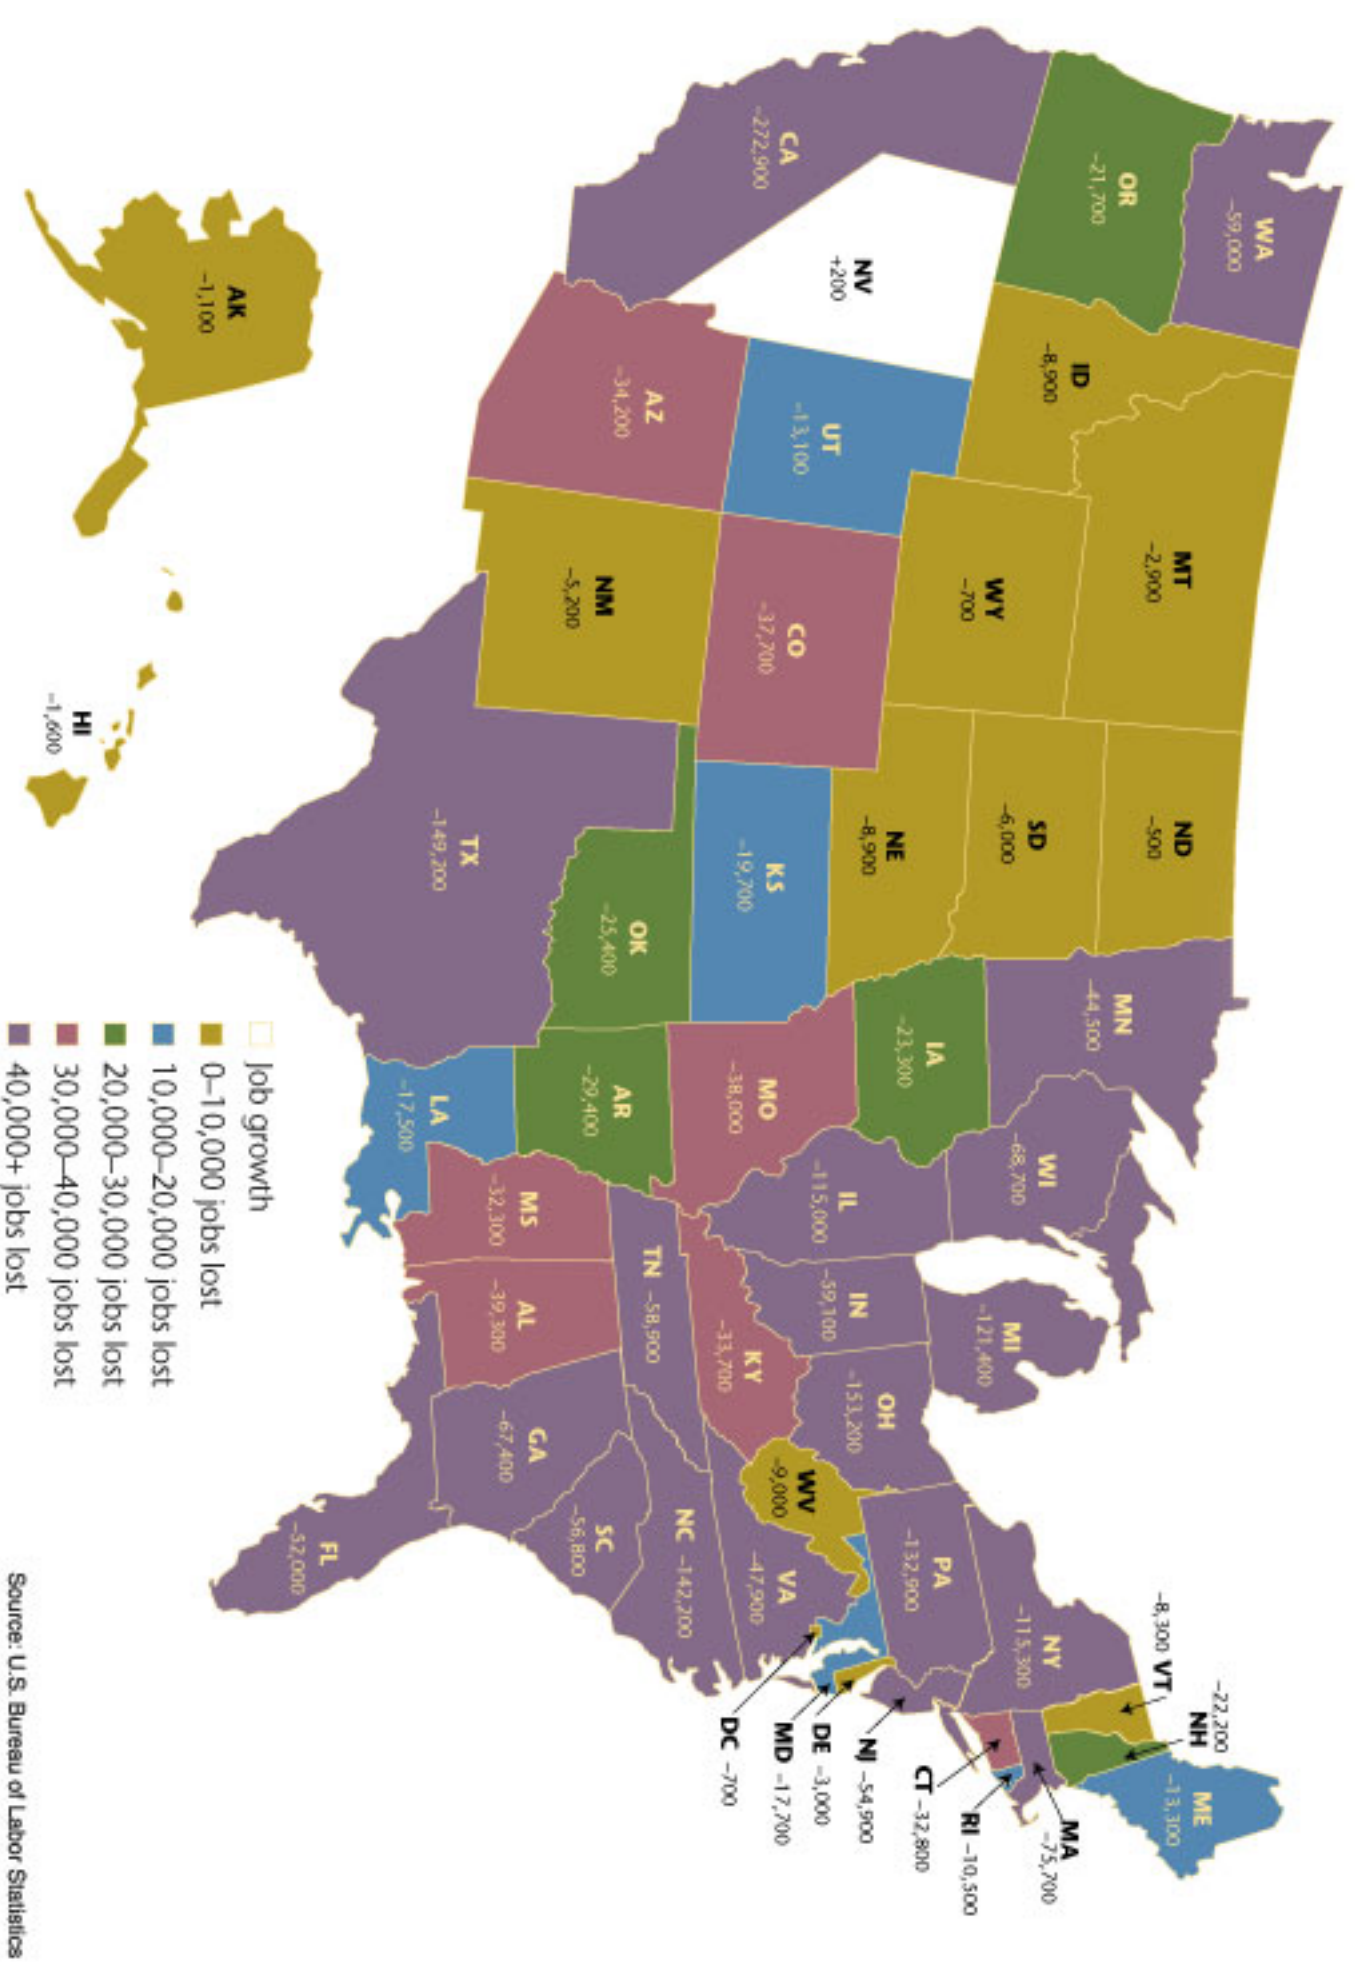 WA
-59,000
OR
-21,700
CA
-272,900
NV
+200
ID
-8,900
MT
-2,900
WY
-700
UT
-13,100
AZ
-34,200
CO
-37,700
NM
-5,200
ND
-500
SD
-6,000
NE
-8,900
KS
-19,700
OK
-25,400
TX
-149,200
MN
-44,500
IA
-23,300
MO
-38,000
AR
-29,400
LA
-17,500
WI
-68,700
IL
-115,000
MI
-121,400
IN
-59,100
OH
-153,200
KY
-33,700
TN -58,900
MS
-32,300
AL
-39,300
GA
-67,400
FL
-52,000
SC
-56,800
NC -142,200
VA
-47,900
WV
-9,000
PA
-132,900
NY
-115,300
-8,300 VT
-22,200
NH
ME
-13,300
MA
-75,700
RI -10,500
CT -32,800
NJ -54,900
DE -3,000
MD -17,700
DC -700
AK
-1,100
HI
-1,600
Job growth
0–10,000 jobs lost
10,000–20,000 jobs lost
20,000–30,000 jobs lost
30,000–40,000 jobs lost
40,000+ jobs lost
Source: U.S. Bureau of Labor Statistics